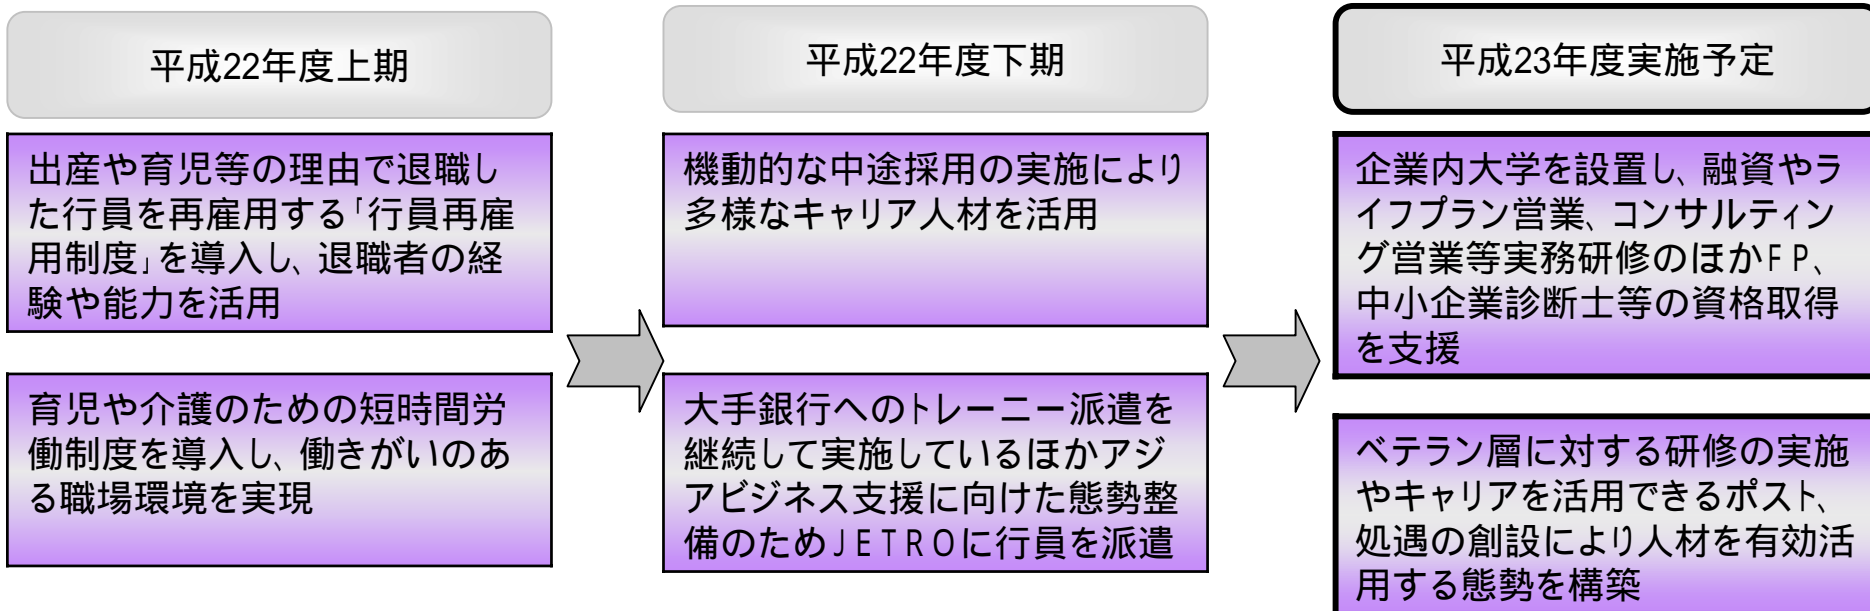 平成22年度上期
出産や育児等の理由で退職し
た行員を再雇用する「行員再雇
用制度」を導入し、退職者の経
験や能力を活用
育児や介護のための短時間労
働制度を導入し、働きがいのあ
る職場環境を実現
平成22年度下期
機動的な中途採用の実施により
多様なキャリア人材を活用
大手銀行へのトレーニー派遣を
継続して実施しているほかアジ
アビジネス支援に向けた態勢整
備のためJETROに行員を派遣
平成23年度実施予定
企業内大学を設置し、融資やラ
イフプラン営業、コンサルティン
グ営業等実務研修のほかFP、
中小企業診断士等の資格取得
を支援
ベテラン層に対する研修の実施
やキャリアを活用できるポスト、
処遇の創設により人材を有効活
用する態勢を構築